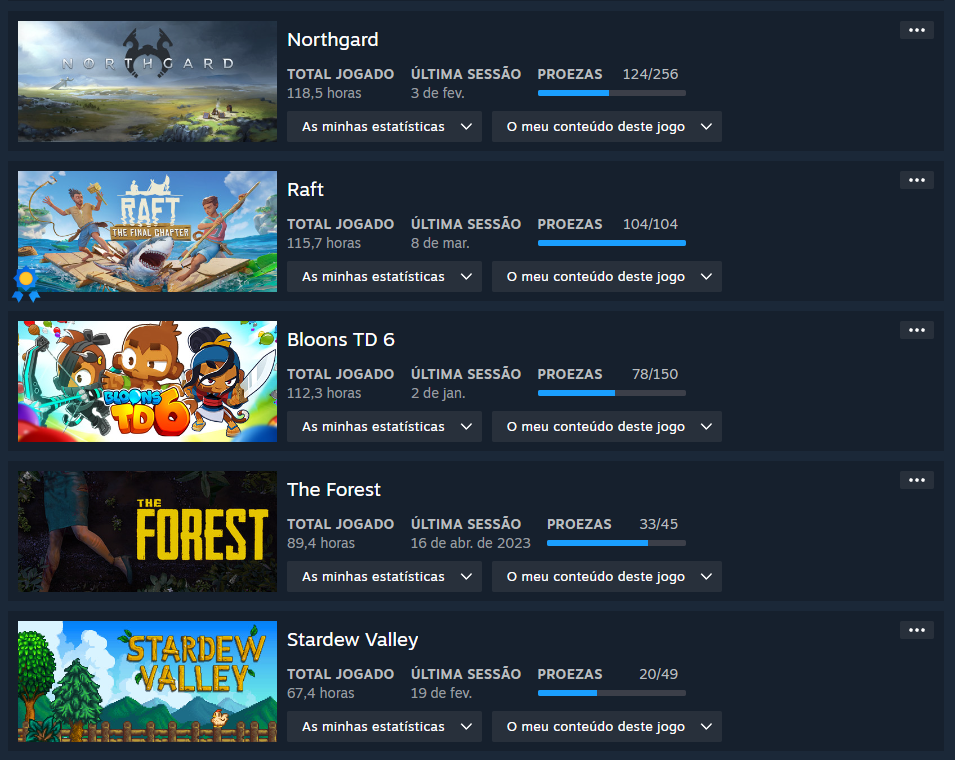 NORTHGARD
Northgard
TOTAL JOGADO ÚLTIMA SESSÃO PROEZAS 124/256
118,5 horas 3 de fev.
As minhas estatísticas O meu conteúdo deste jogo
RAFT
THE FINAL CHAPTER
Raft
TOTAL JOGADO ÚLTIMA SESSÃO PROEZAS 104/104
115,7 horas 8 de mar.
As minhas estatísticas O meu conteúdo deste jogo
BLOONS
TD6
Bloons TD 6
TOTAL JOGADO ÚLTIMA SESSÃO PROEZAS 78/150
112,3 horas 2 de jan.
As minhas estatísticas O meu conteúdo deste jogo
THE
FOREST
The Forest
TOTAL JOGADO ÚLTIMA SESSÃO PROEZAS 33/45
89,4 horas 16 de abr. de 2023
As minhas estatísticas O meu conteúdo deste jogo
STARDEW
VALLEY
Stardew Valley
TOTAL JOGADO ÚLTIMA SESSÃO PROEZAS 20/49
67,4 horas 19 de fev.
As minhas estatísticas O meu conteúdo deste jogo